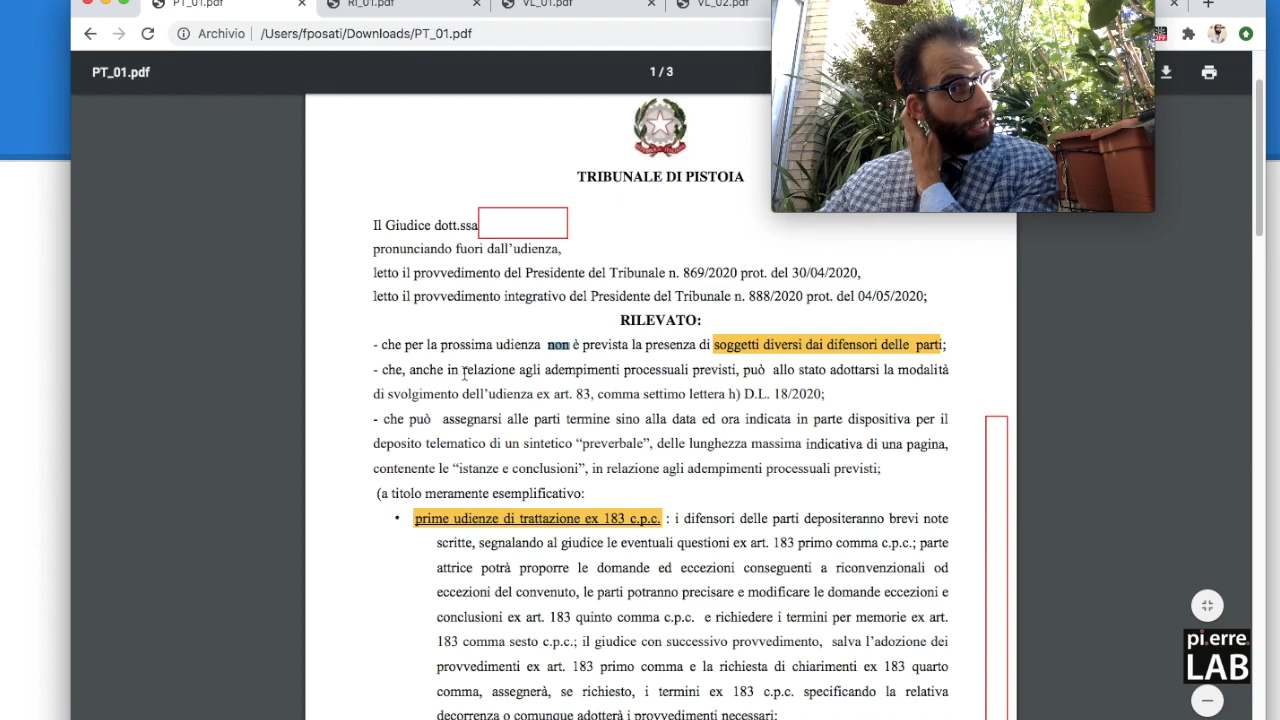 PT_01.pdf
RI_01.pdf
VL_01.pdf
VL_02.pdf
Archivio
/Users/fposati/Downloads/PT_01.pdf
PT_01.pdf
1 / 3
TRIBUNALE DI PISTOIA
Il Giudice dott.ssa
pronunciando fuori dall’udienza,
letto il provvedimento del Presidente del Tribunale n. 869/2020 prot. del 30/04/2020,
letto il provvedimento integrativo del Presidente del Tribunale n. 888/2020 prot. del 04/05/2020;
RILEVATO:
- che per la prossima udienza non è prevista la presenza di soggetti diversi dai difensori delle parti;
- che, anche in relazione agli adempimenti processuali previsti, può allo stato adottarsi la modalità
di svolgimento dell’udienza ex art. 83, comma settimo lettera h) D.L. 18/2020;
- che può assegnarsi alle parti termine sino alla data ed ora indicata in parte dispositiva per il
deposito telematico di un sintetico “preverbale”, delle lunghezza massima indicativa di una pagina,
contenente le “istanze e conclusioni”, in relazione agli adempimenti processuali previsti;
(a titolo meramente esemplificativo:
• prime udienze di trattazione ex 183 c.p.c. : i difensori delle parti depositeranno brevi note
scritte, segnalando al giudice le eventuali questioni ex art. 183 primo comma c.p.c.; parte
attrice potrà proporre le domande ed eccezioni conseguenti a riconvenzionali od
eccezioni del convenuto, le parti potranno precisare e modificare le domande eccezioni e
conclusioni ex art. 183 quinto comma c.p.c. e richiedere i termini per memorie ex art.
183 comma sesto c.p.c.; il giudice con successivo provvedimento, salva l’adozione dei
provvedimenti ex art. 183 primo comma e la richiesta di chiarimenti ex 183 quarto
comma, assegnerà, se richiesto, i termini ex 183 c.p.c. specificando la relativa
decorrenza o comunque adotterà i provvedimenti necessari;
pi.erre.
LAB